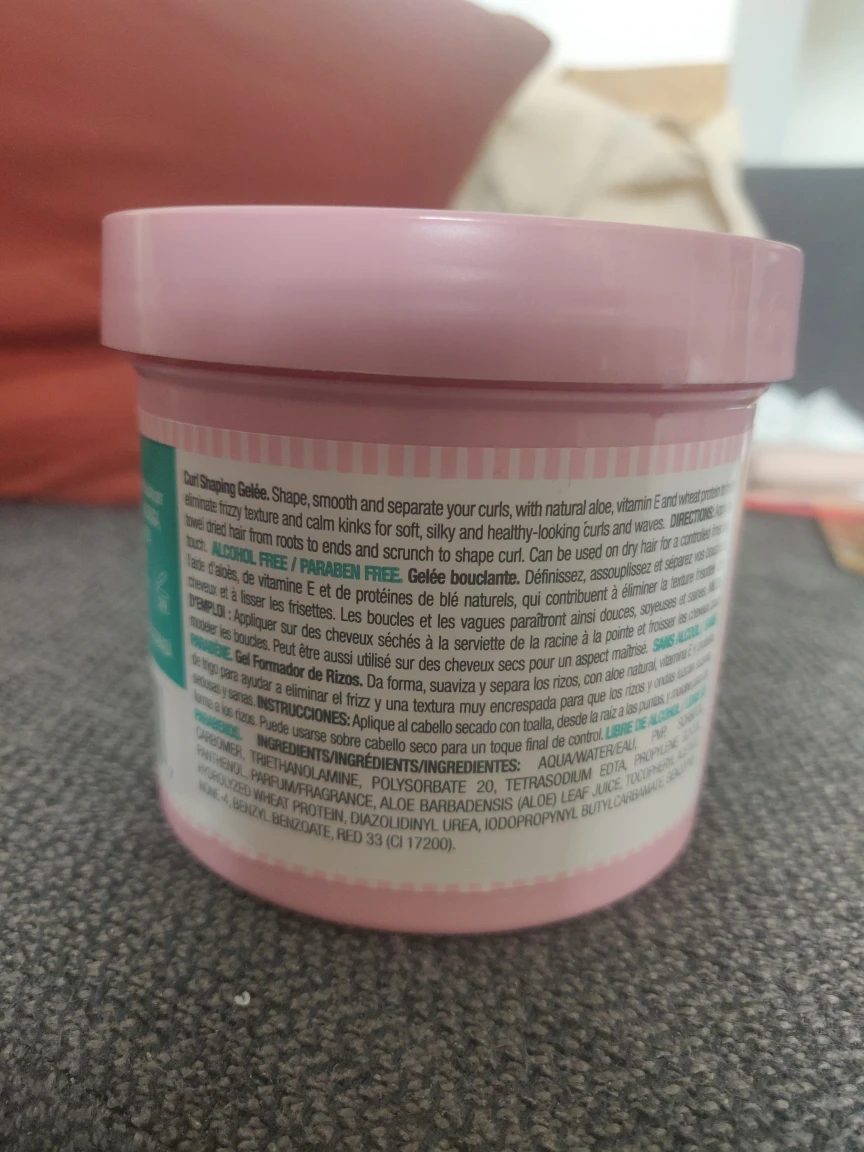 Curl Shaping Gelée. Shape, smooth and separate your curls, with natural aloe, vitamin E and wheat protein to
eliminate frizzy texture and calm kinks for soft, silky and healthy-looking curls and waves. DIRECTIONS:
towel dried hair from roots to ends and scrunch to shape curl. Can be used on dry hair for a controlled
touch. ALCOHOL FREE / PARABEN FREE. Gelée bouclante. Définissez, assouplissez et séparez vos
l'aide d'aloès, de vitamine E et de protéines de blé naturels, qui contribuent à éliminer la texture
cheveux et à lisser les frisettes. Les boucles et les vagues paraîtront ainsi douces, soyeuses et saines.
D'EMPLOI : Appliquer sur des cheveux séchés à la serviette de la racine à la pointe et froisser les cheveux
modeler les boucles. Peut être aussi utilisé sur des cheveux secs pour un aspect maîtrisé. SANS ALCOOL / SANS
PARABÈNE. Gel Formador de Rizos. Da forma, suaviza y separa los rizos, con aloe natural, vitamina E y
de trigo para ayudar a eliminar el frizz y una textura muy encrespada para que los rizos y ondas
sedosas y sanas. INSTRUCCIONES: Aplique al cabello secado con toalla, desde la raíz a las puntas, y
forma a los rizos. Puede usarse sobre cabello seco para un toque final de control. LIBRE DE ALCOHOL /
PARABENOS. INGREDIENTS/INGRÉDIENTS/INGREDIENTES: AQUA/WATER/EAU, PVP,
CARBOMER, TRIETHANOLAMINE, POLYSORBATE 20, TETRASODIUM EDTA, PROPYLENE
PANTHENOL, PARFUM/FRAGRANCE, ALOE BARBADENSIS (ALOE) LEAF JUICE, TOCOPHERYL
HYDROLYZED WHEAT PROTEIN, DIAZOLIDINYL UREA, IODOPROPYNYL BUTYLCARBAMATE,
NONE-4, BENZYL BENZOATE, RED 33 (CI 17200).